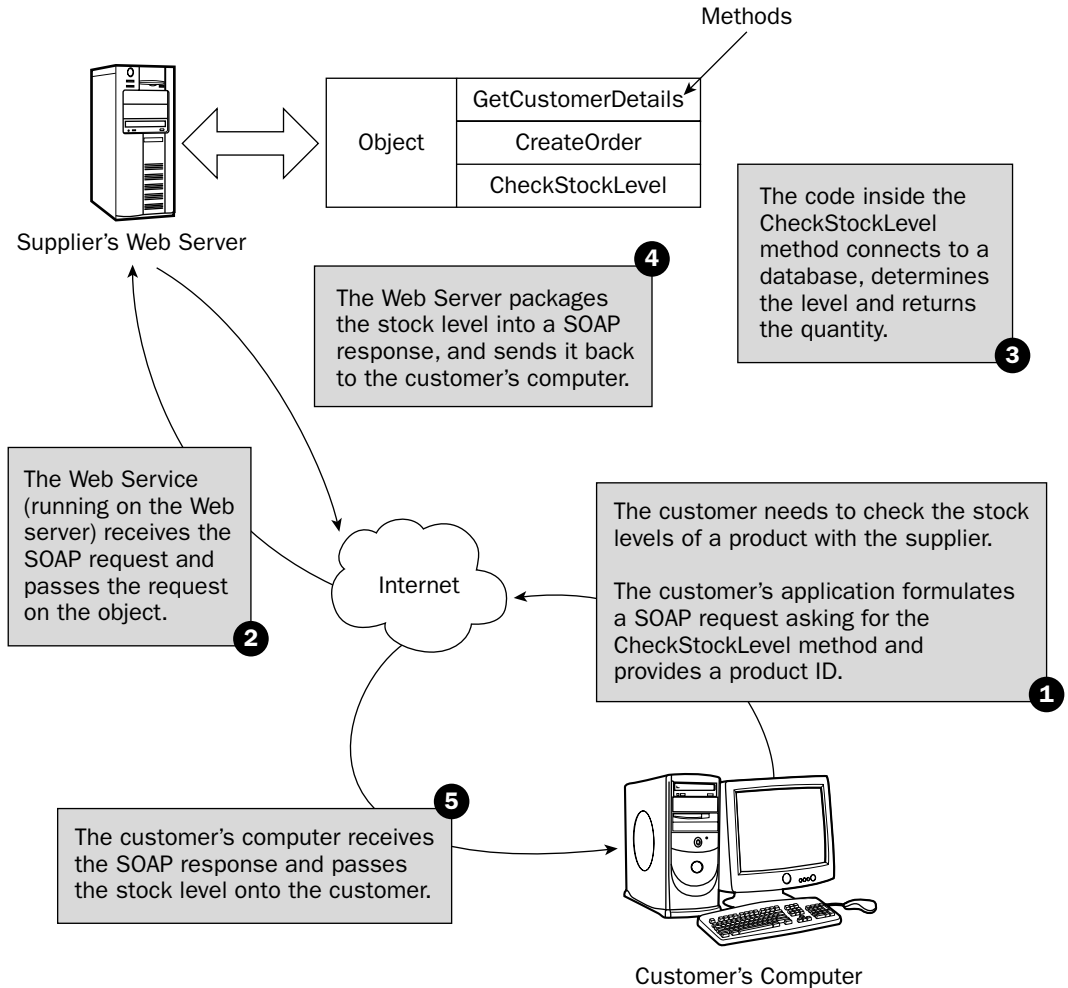 Methods
GetCustomerDetails
Object
CreateOrder
CheckStockLevel
Supplier's Web Server
The code inside the
CheckStockLevel
method connects to a
database, determines
the level and returns
the quantity.
3
4
The Web Server packages
the stock level into a SOAP
response, and sends it back
to the customer's computer.
The Web Service
(running on the Web
server) receives the
SOAP request and
passes the request
on the object.
2
Internet
The customer needs to check the stock
levels of a product with the supplier.
The customer's application formulates
a SOAP request asking for the
CheckStockLevel method and
provides a product ID.
1
5
The customer's computer receives
the SOAP response and passes
the stock level onto the customer.
Customer's Computer